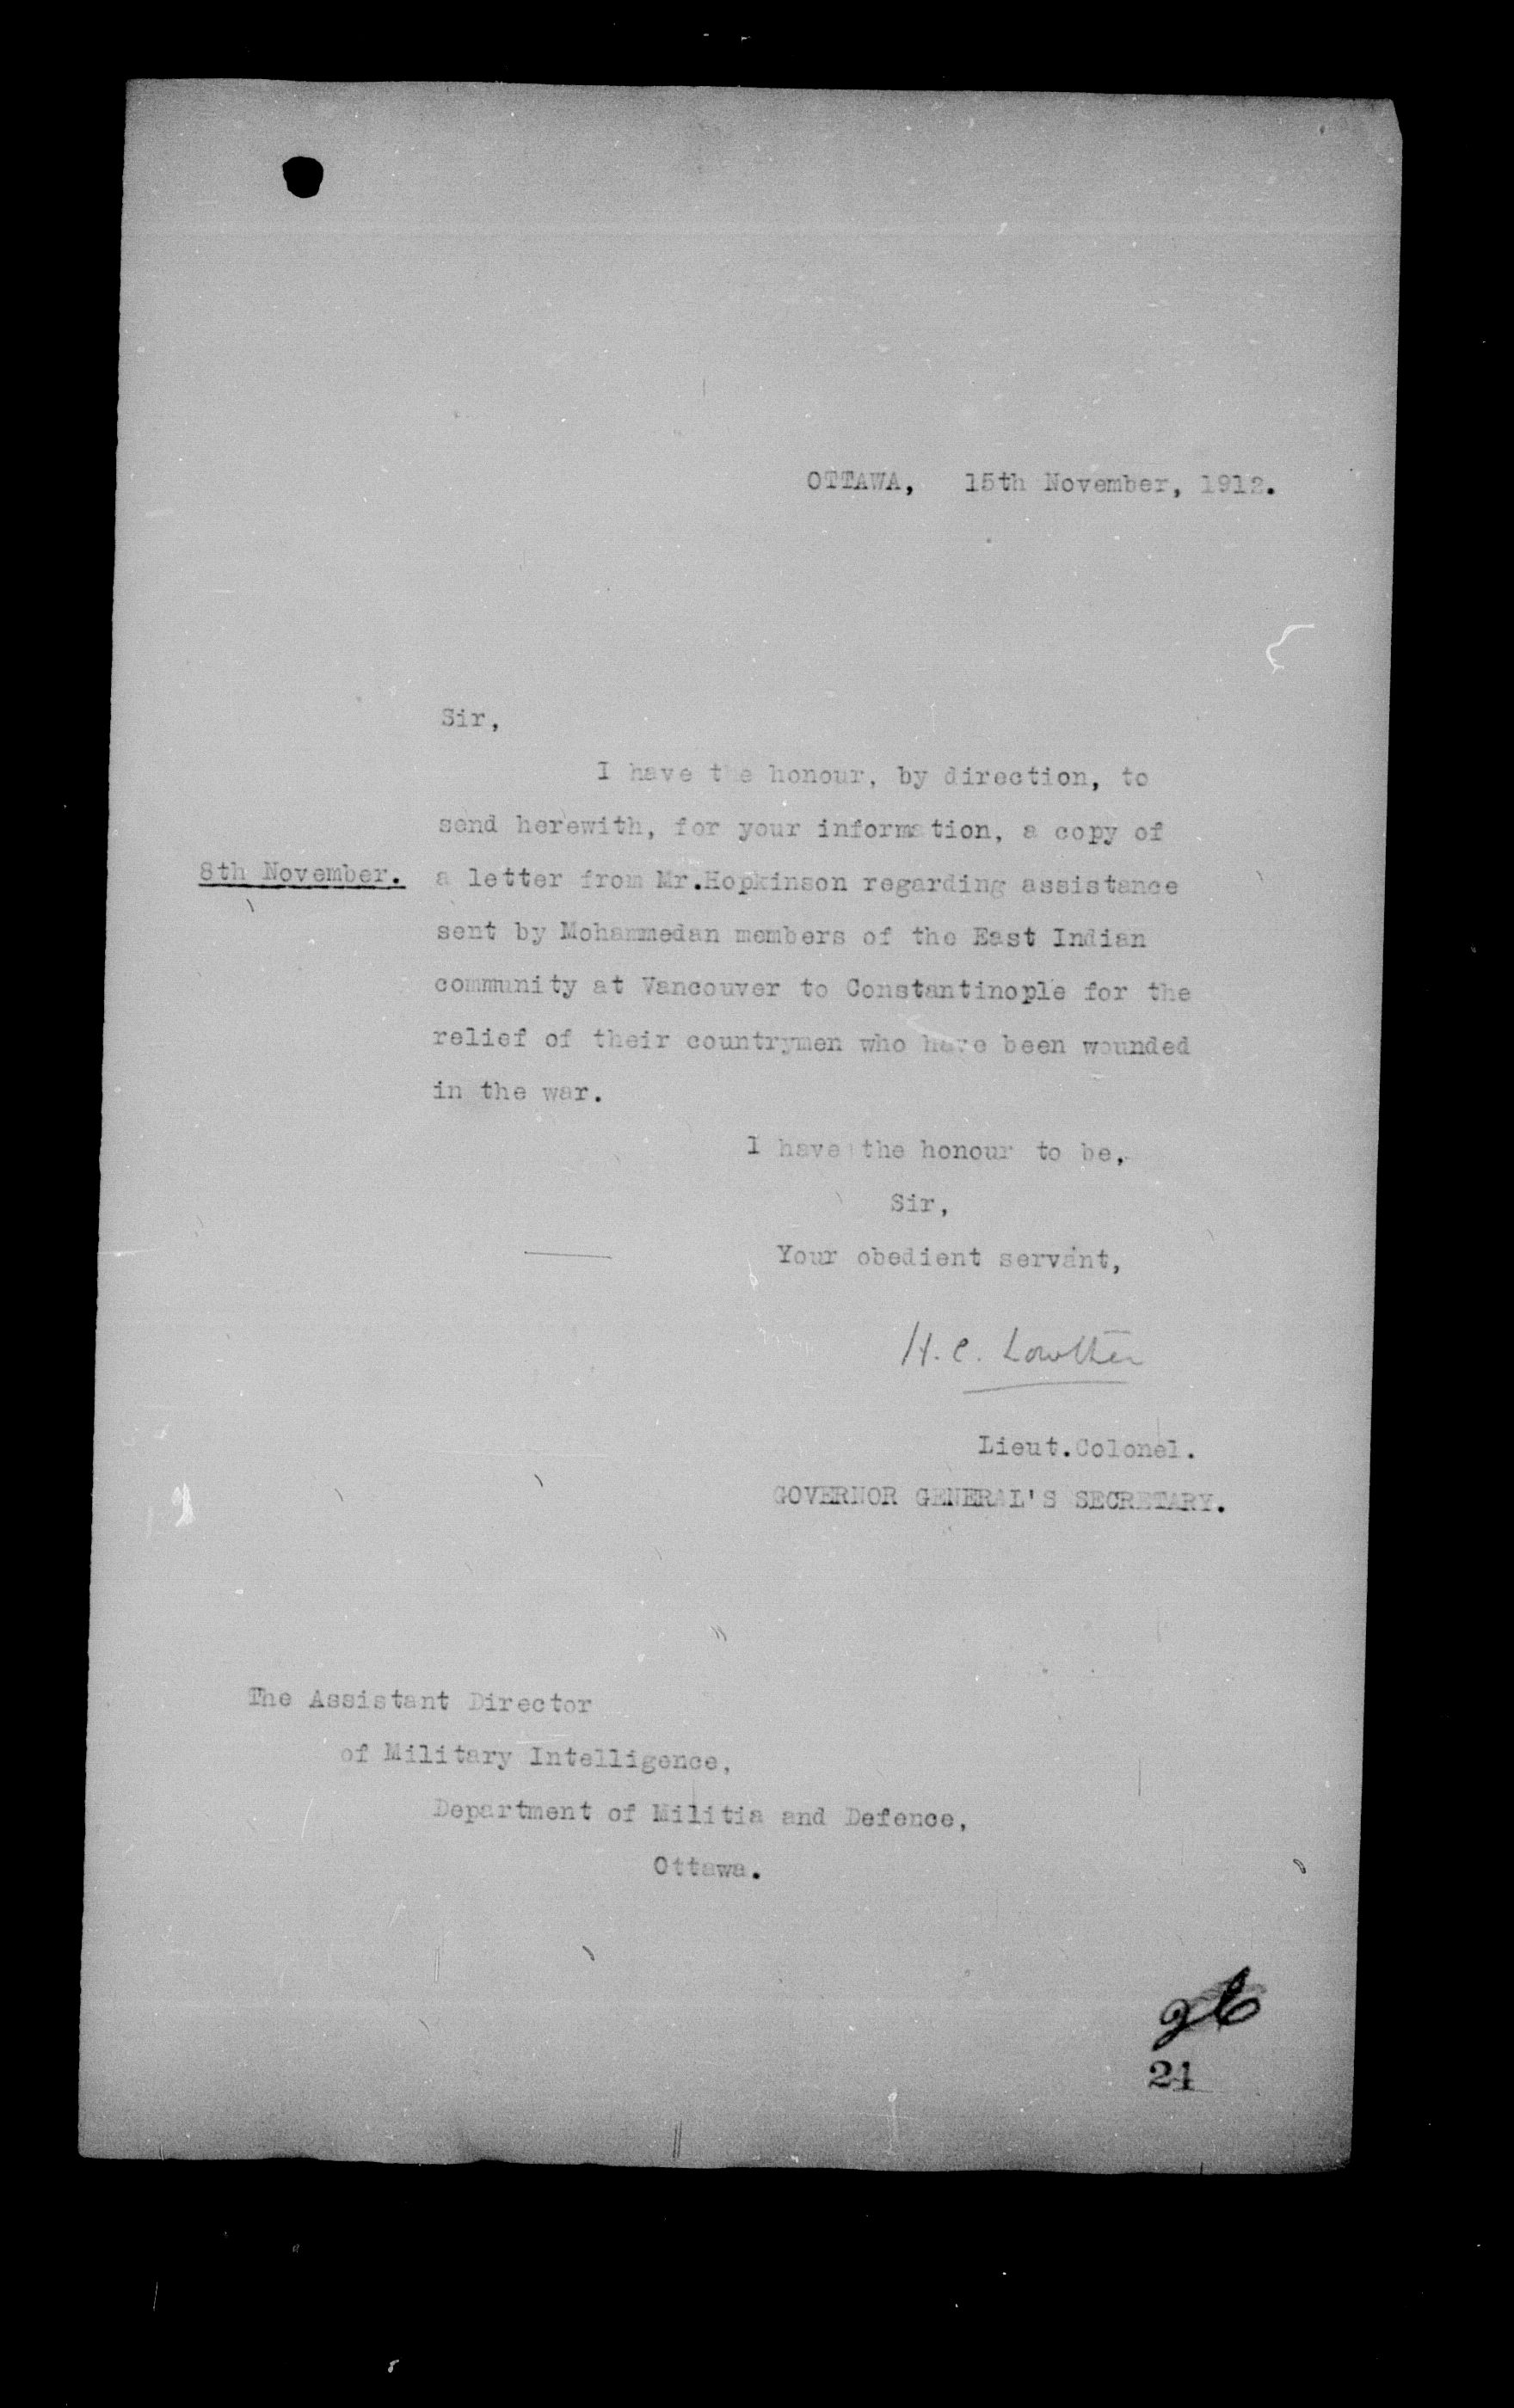 OTTAWA, 15th November, 1912.
Sir,
I have the honour, by direction, to
send herewith, for your information, a copy of
8th November. a letter from Mr.Hopkinson regarding assistance
sent by Mohammedan members of the East Indian
community at Vancouver to Constantinople for the
relief of their countrymen who have been wounded
in the war.
I have the honour to be,
Sir,
Your obedient servant,
H. C. Lowther
Lieut.Colonel.
GOVERNOR GENERAL'S SECRETARY.
The Assistant Director
of Military Intelligence,
Department of Militia and Defence,
Ottawa.
21